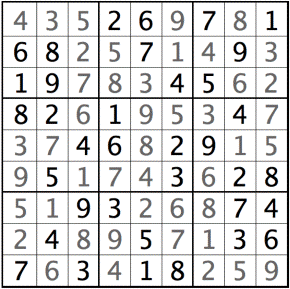 4 3 5 2 6 9 7 8 1
6 8 2 5 7 1 4 9 3
1 9 7 8 3 4 5 6 2
8 2 6 1 9 5 3 4 7
3 7 4 6 8 2 9 1 5
9 5 1 7 4 3 6 2 8
5 1 9 3 2 6 8 7 4
2 4 8 9 5 7 1 3 6
7 6 3 4 1 8 2 5 9